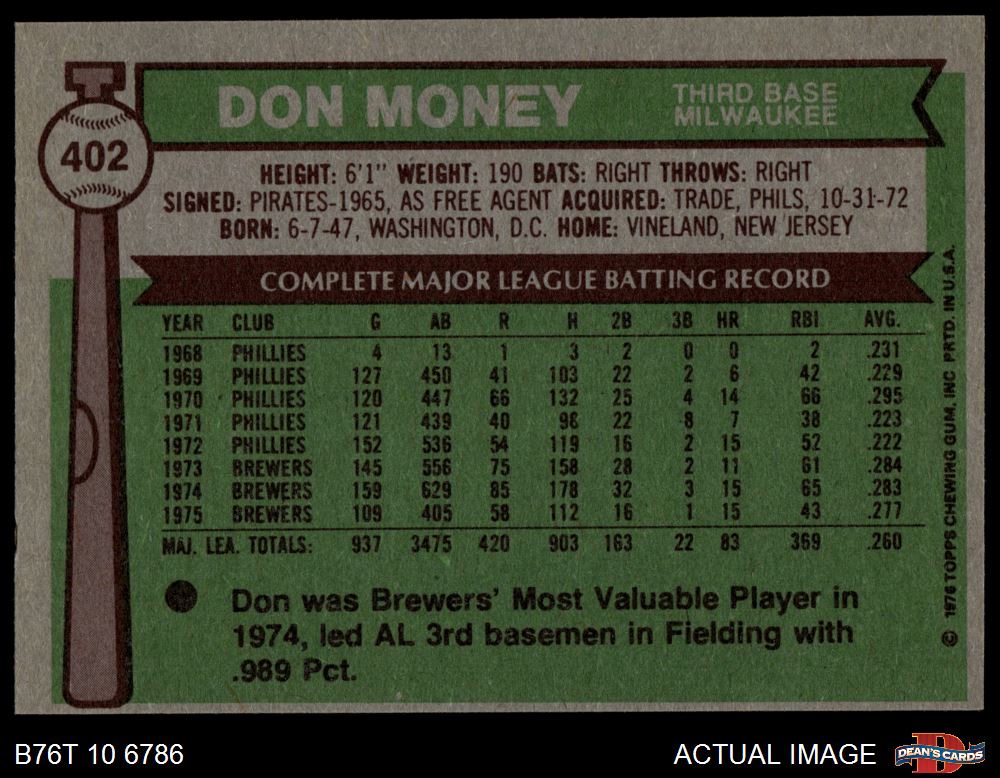 DON MONEY
THIRD BASE
MILWAUKEE
402
HEIGHT: 6'1" WEIGHT: 190 BATS: RIGHT THROWS: RIGHT
SIGNED: PIRATES-1965, AS FREE AGENT ACQUIRED: TRADE, PHILS, 10-31-72
BORN: 6-7-47, WASHINGTON, D.C. HOME: VINELAND, NEW JERSEY
COMPLETE MAJOR LEAGUE BATTING RECORD
YEAR CLUB G AB R H 2B 3B HR RBI AVG.
1968 PHILLIES 4 13 1 3 2 0 0 2 .231
1969 PHILLIES 127 450 41 103 22 2 6 42 .229
1970 PHILLIES 120 447 66 132 25 4 14 66 .295
1971 PHILLIES 121 439 40 98 22 8 7 38 .223
1972 PHILLIES 152 536 54 119 16 2 15 52 .222
1973 BREWERS 145 556 75 158 28 2 11 61 .284
1974 BREWERS 159 629 85 178 32 3 15 65 .283
1975 BREWERS 109 405 58 112 16 1 15 43 .277
MAJ. LEA. TOTALS: 937 3475 420 903 163 22 83 369 .260
Don was Brewers' Most Valuable Player in
1974, led AL 3rd basemen in Fielding with
.989 Pct.
© 1976 TOPPS CHEWING GUM, INC PRTD. IN U.S.A.
B76T 10 6786
ACTUAL IMAGE
D
DEAN'S CARDS